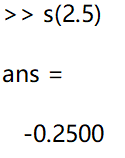 >> s(2.5)
ans =
-0.2500